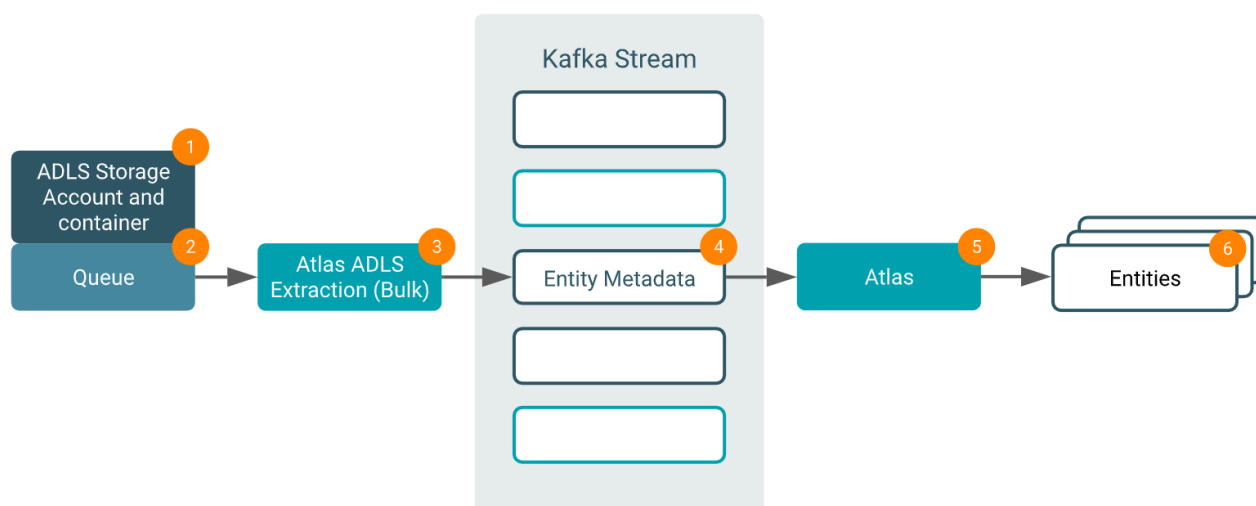 Kafka Stream
1
ADLS Storage
Account and
container
2
Queue
3
Atlas ADLS
Extraction (Bulk)
4
Entity Metadata
5
Atlas
6
Entities